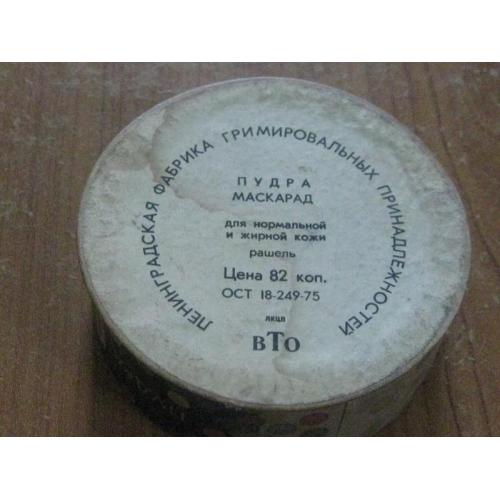 ЛЕНИНГРАДСКАЯ ФАБРИКА ГРИМИРОВАЛЬНЫХ ПРИНАДЛЕЖНОСТЕЙ
ПУДРА
МАСКАРАД
для нормальной
и жирной кожи
рашель
Цена 82 коп.
ОСТ 18-249-75
ЛКЦП
вТо